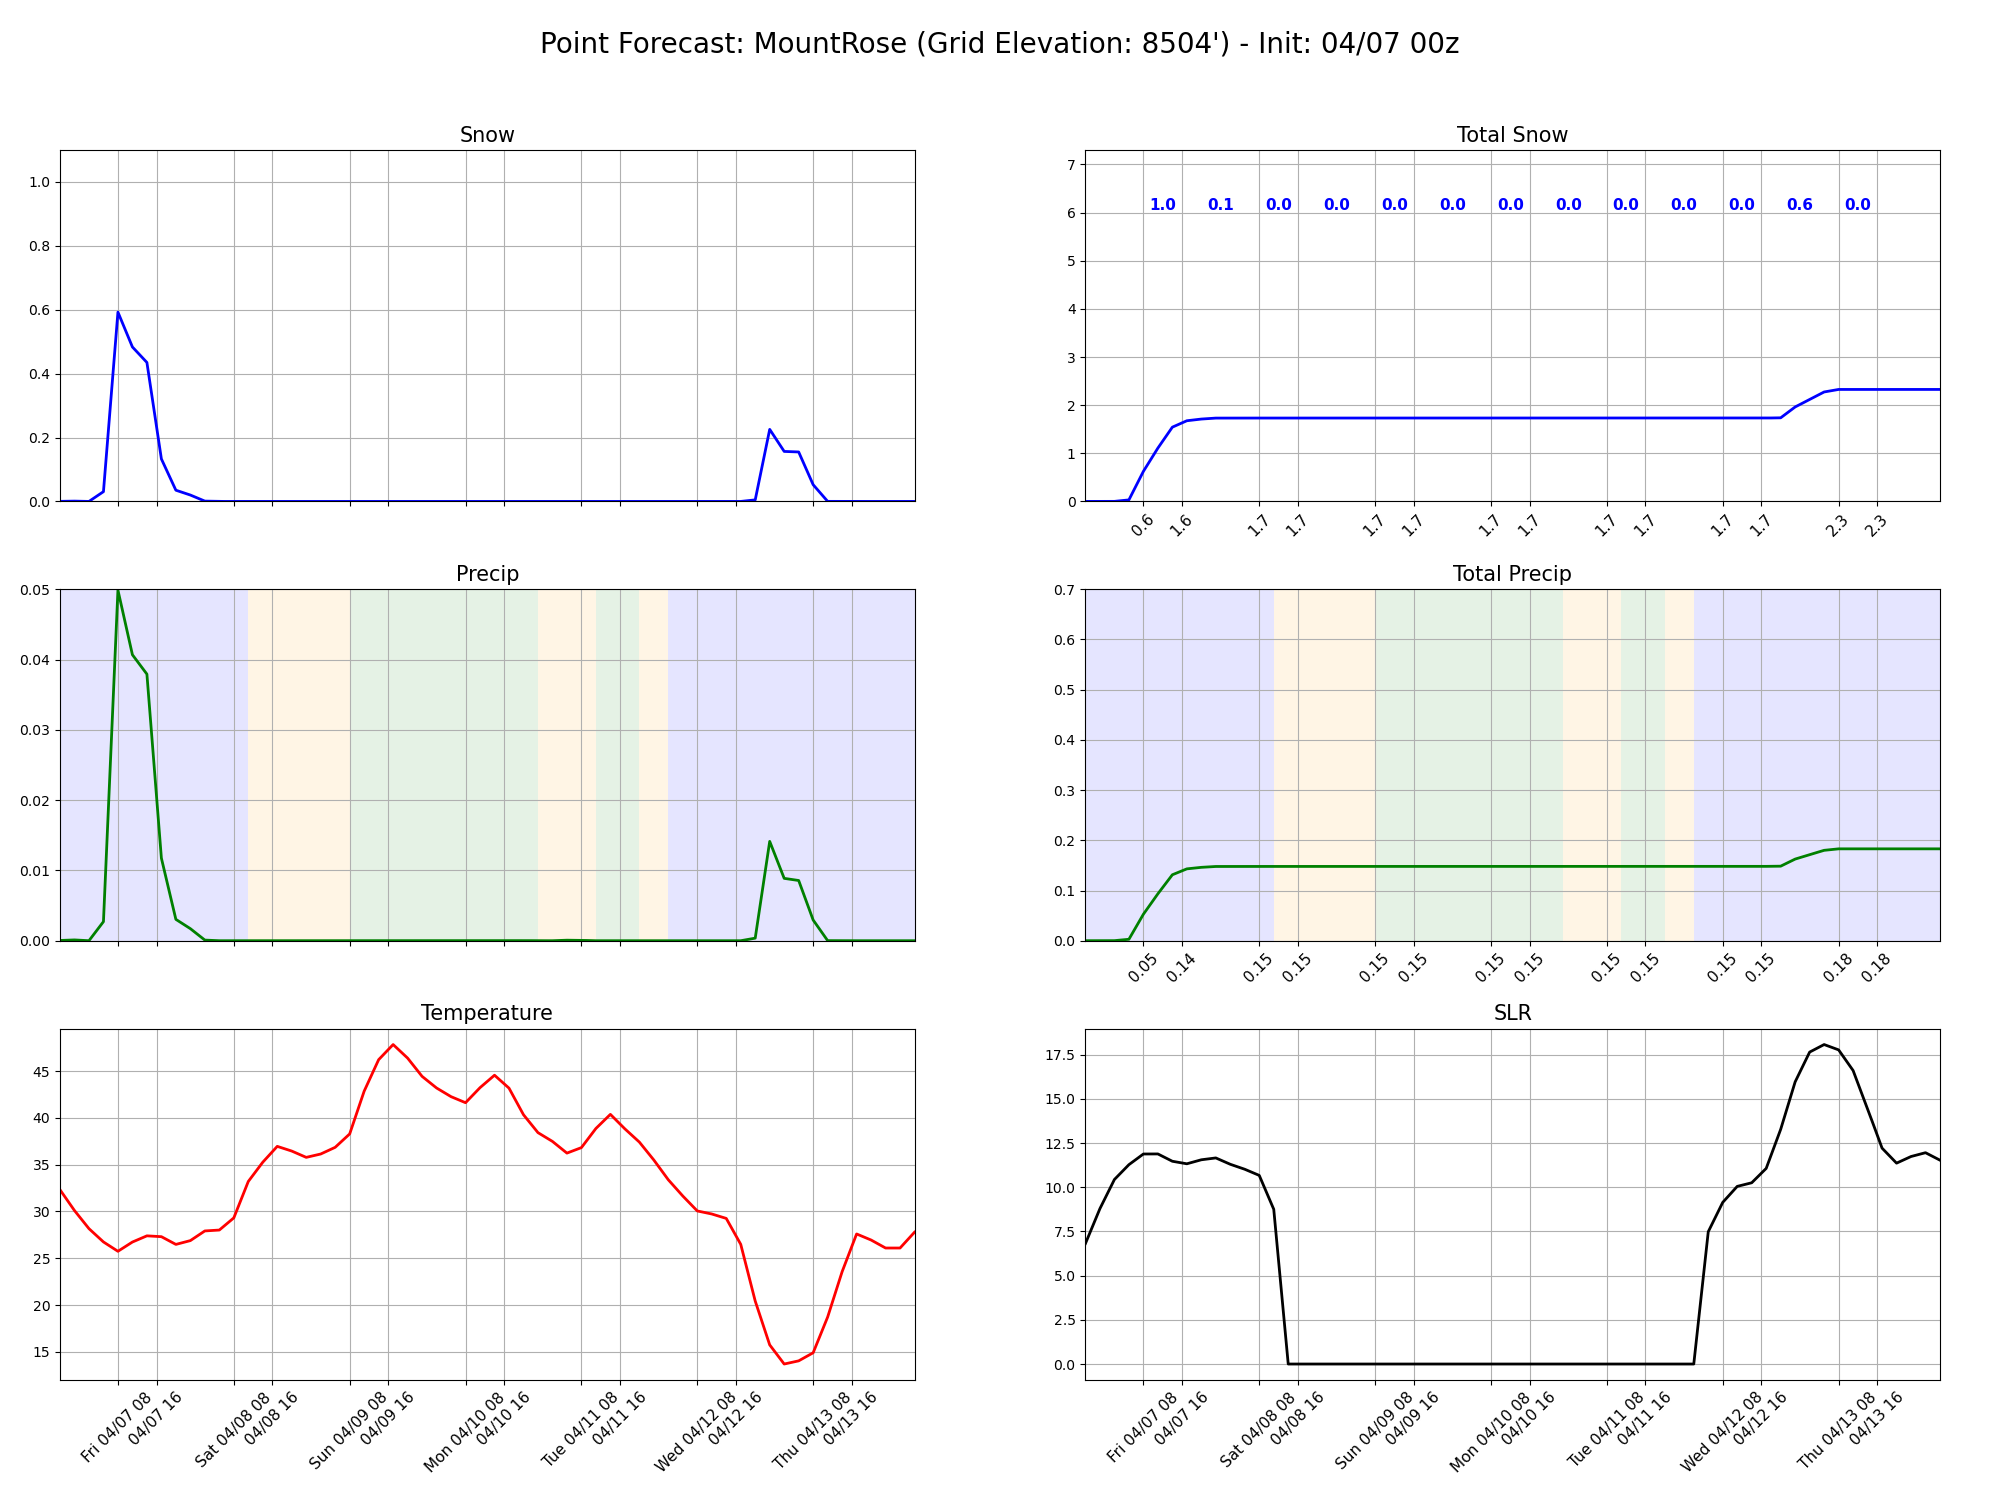 Point Forecast: MountRose (Grid Elevation: 8504') - Init: 04/07 00z
Snow
1.0
0.8
0.6
0.4
0.2
0.0
Total Snow
7
6
5
4
3
2
1
0
1.0 0.1 0.0 0.0 0.0 0.0 0.0 0.0 0.0 0.0 0.0 0.6 0.0
0.6 1.6 1.7 1.7 1.7 1.7 1.7 1.7 1.7 1.7 1.7 1.7 2.3 2.3
Precip
0.05
0.04
0.03
0.02
0.01
0.00
Total Precip
0.7
0.6
0.5
0.4
0.3
0.2
0.1
0.0
0.05 0.14 0.15 0.15 0.15 0.15 0.15 0.15 0.15 0.15 0.15 0.15 0.18 0.18
Temperature
45
40
35
30
25
20
15
Fri 04/07 08
04/07 16
Sat 04/08 08
04/08 16
Sun 04/09 08
04/09 16
Mon 04/10 08
04/10 16
Tue 04/11 08
04/11 16
Wed 04/12 08
04/12 16
Thu 04/13 08
04/13 16
SLR
17.5
15.0
12.5
10.0
7.5
5.0
2.5
0.0
Fri 04/07 08
04/07 16
Sat 04/08 08
04/08 16
Sun 04/09 08
04/09 16
Mon 04/10 08
04/10 16
Tue 04/11 08
04/11 16
Wed 04/12 08
04/12 16
Thu 04/13 08
04/13 16